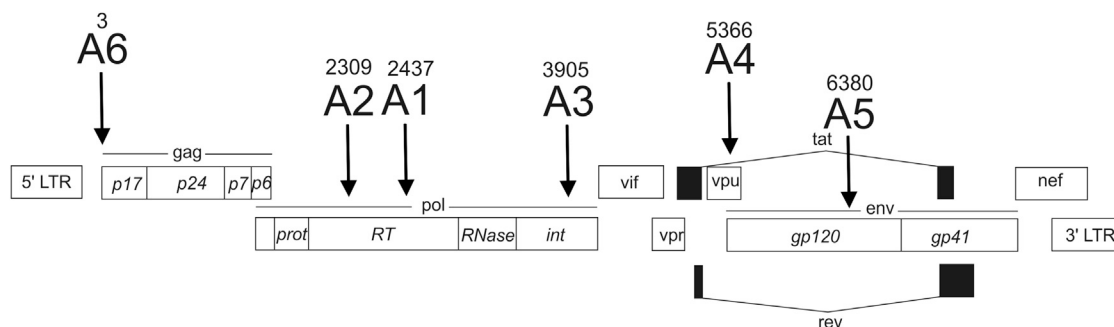 3
A6
2309
A2
2437
A1
3905
A3
5366
A4
6380
A5
tat
gag
5' LTR
p17
p24
p7
p6
vif
vpu
nef
pol
env
prot
RT
RNase
int
vpr
gp120
gp41
3' LTR
rev